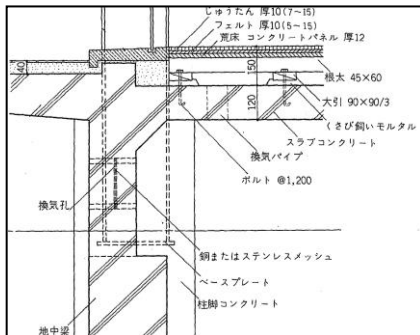 じゅうたん 厚10(7~15)
フェルト 厚10(5~15)
荒床 コンクリートパネル 厚12
40
150
120
根太 45×60
大引 90×90/3
くさび飼いモルタル
スラブコンクリート
換気パイプ
ボルト @1,200
換気孔
銅またはステンレスメッシュ
ベースプレート
地中梁
柱脚コンクリート